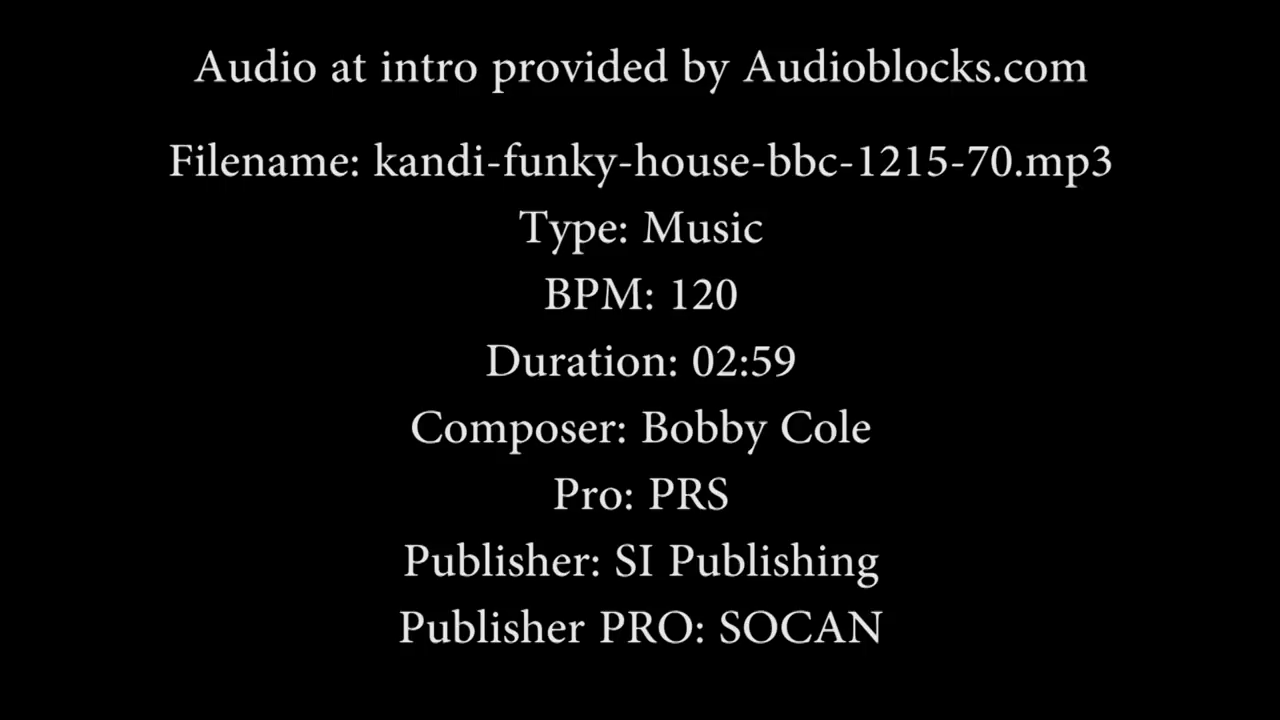 Audio at intro provided by Audioblocks.com
Filename: kandi-funky-house-bbc-1215-70.mp3
Type: Music
BPM: 120
Duration: 02:59
Composer: Bobby Cole
Pro: PRS
Publisher: SI Publishing
Publisher PRO: SOCAN